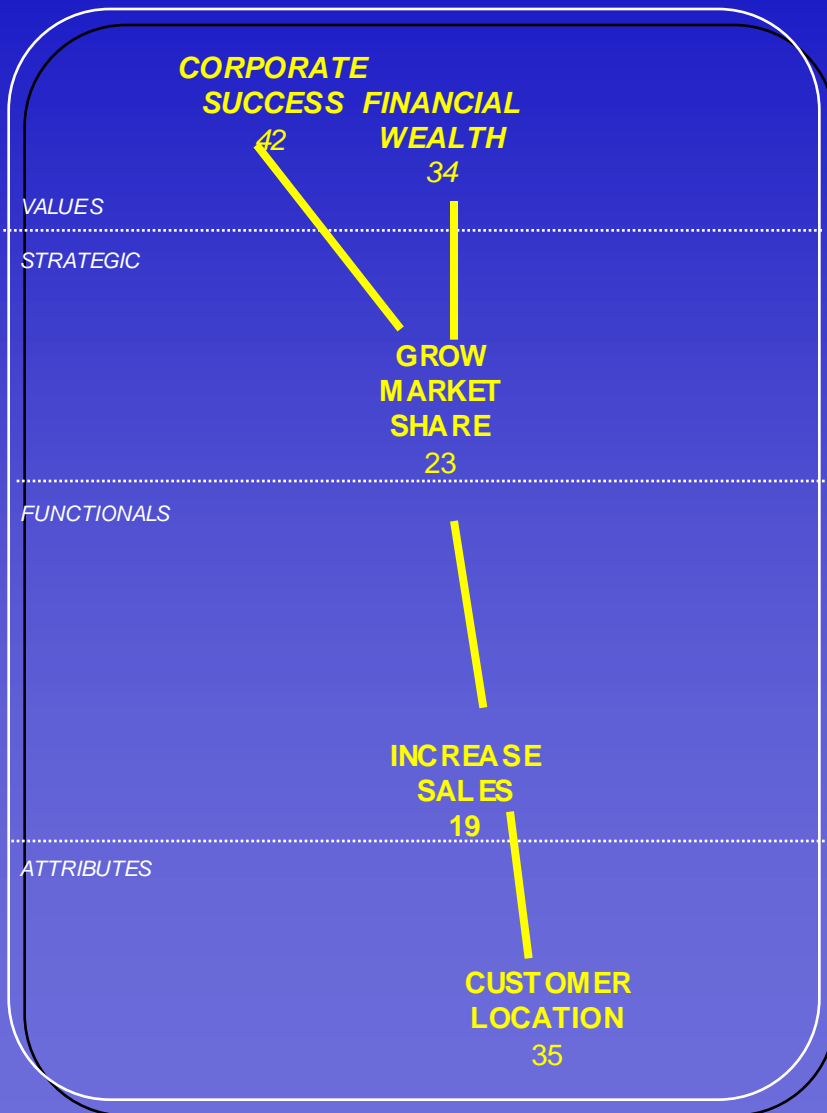 CORPORATE
SUCCESS
42
FINANCIAL
WEALTH
34
VALUES
STRATEGIC
GROW
MARKET
SHARE
23
FUNCTIONALS
INCREASE
SALES
19
ATTRIBUTES
CUSTOMER
LOCATION
35